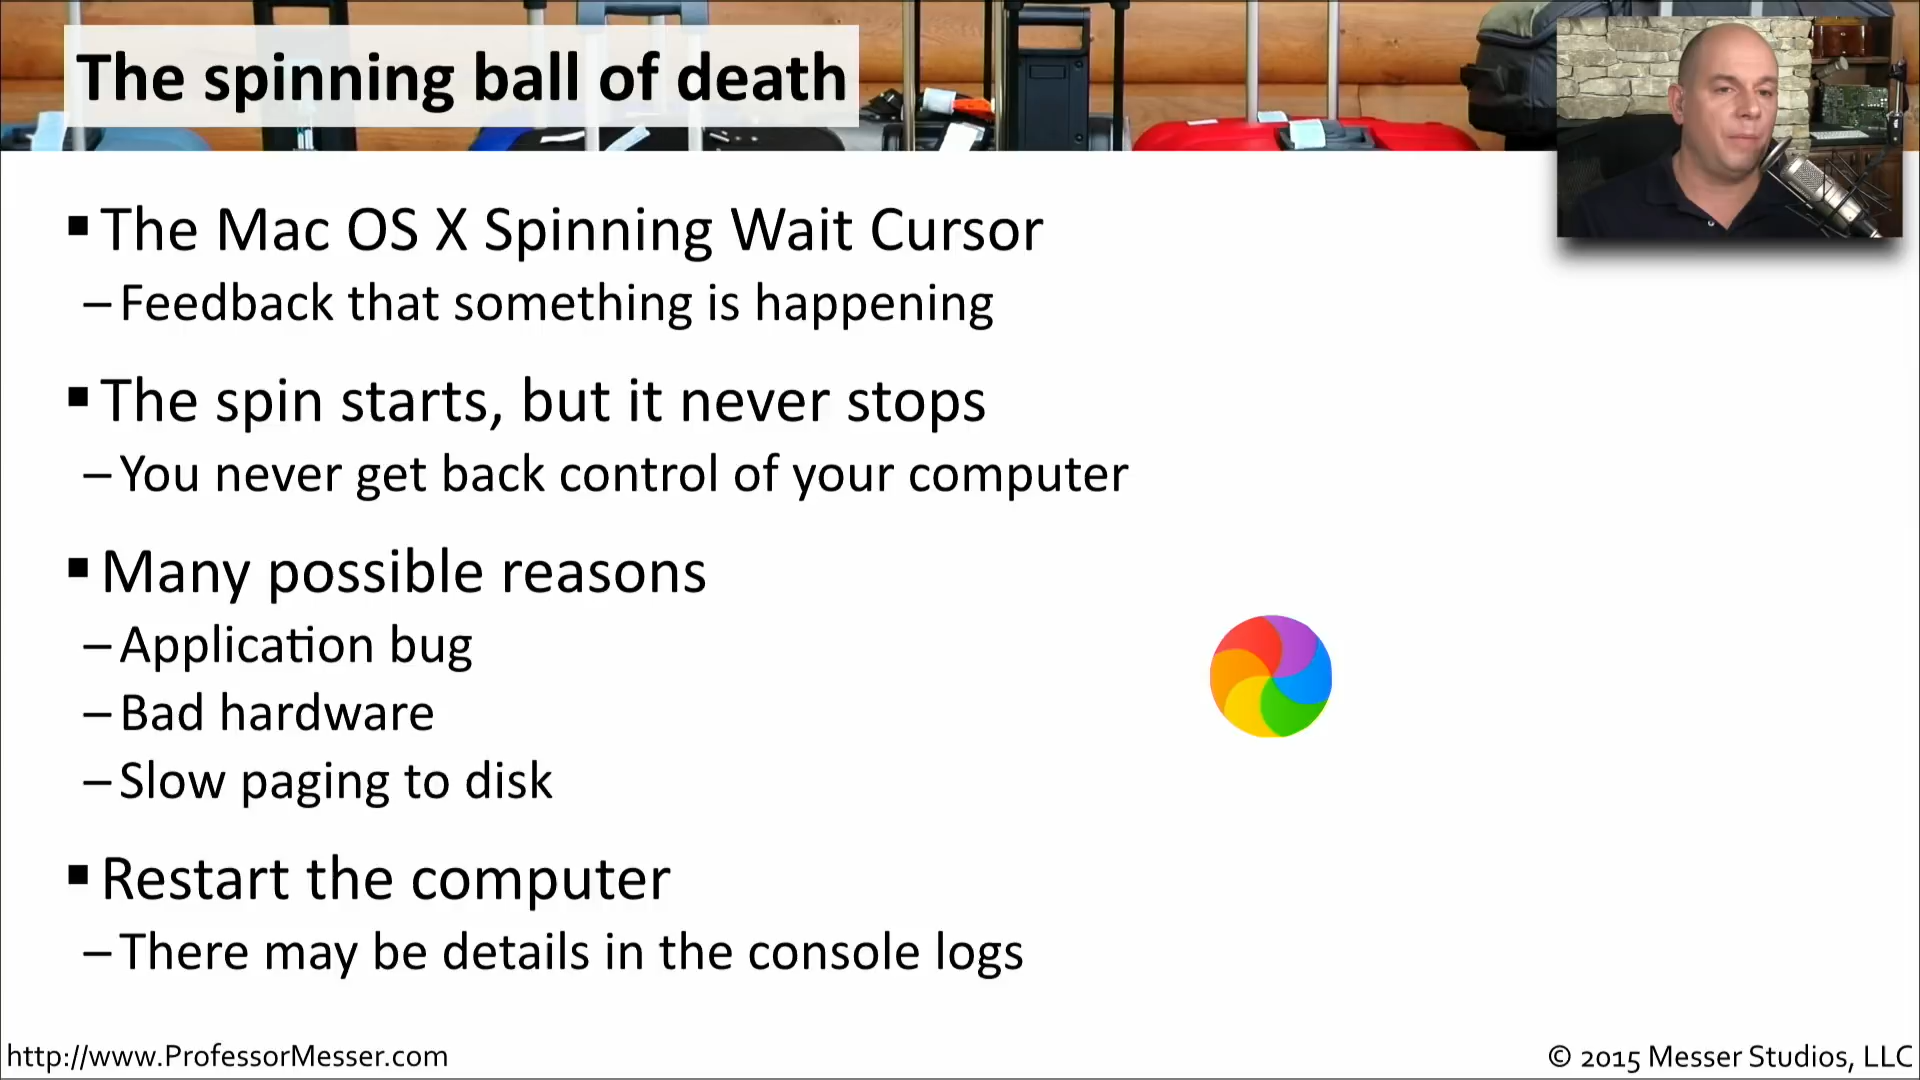 The spinning ball of death
▪ The Mac OS X Spinning Wait Cursor
– Feedback that something is happening
▪ The spin starts, but it never stops
– You never get back control of your computer
▪ Many possible reasons
– Application bug
– Bad hardware
– Slow paging to disk
▪ Restart the computer
– There may be details in the console logs
http://www.ProfessorMesser.com
© 2015 Messer Studios, LLC